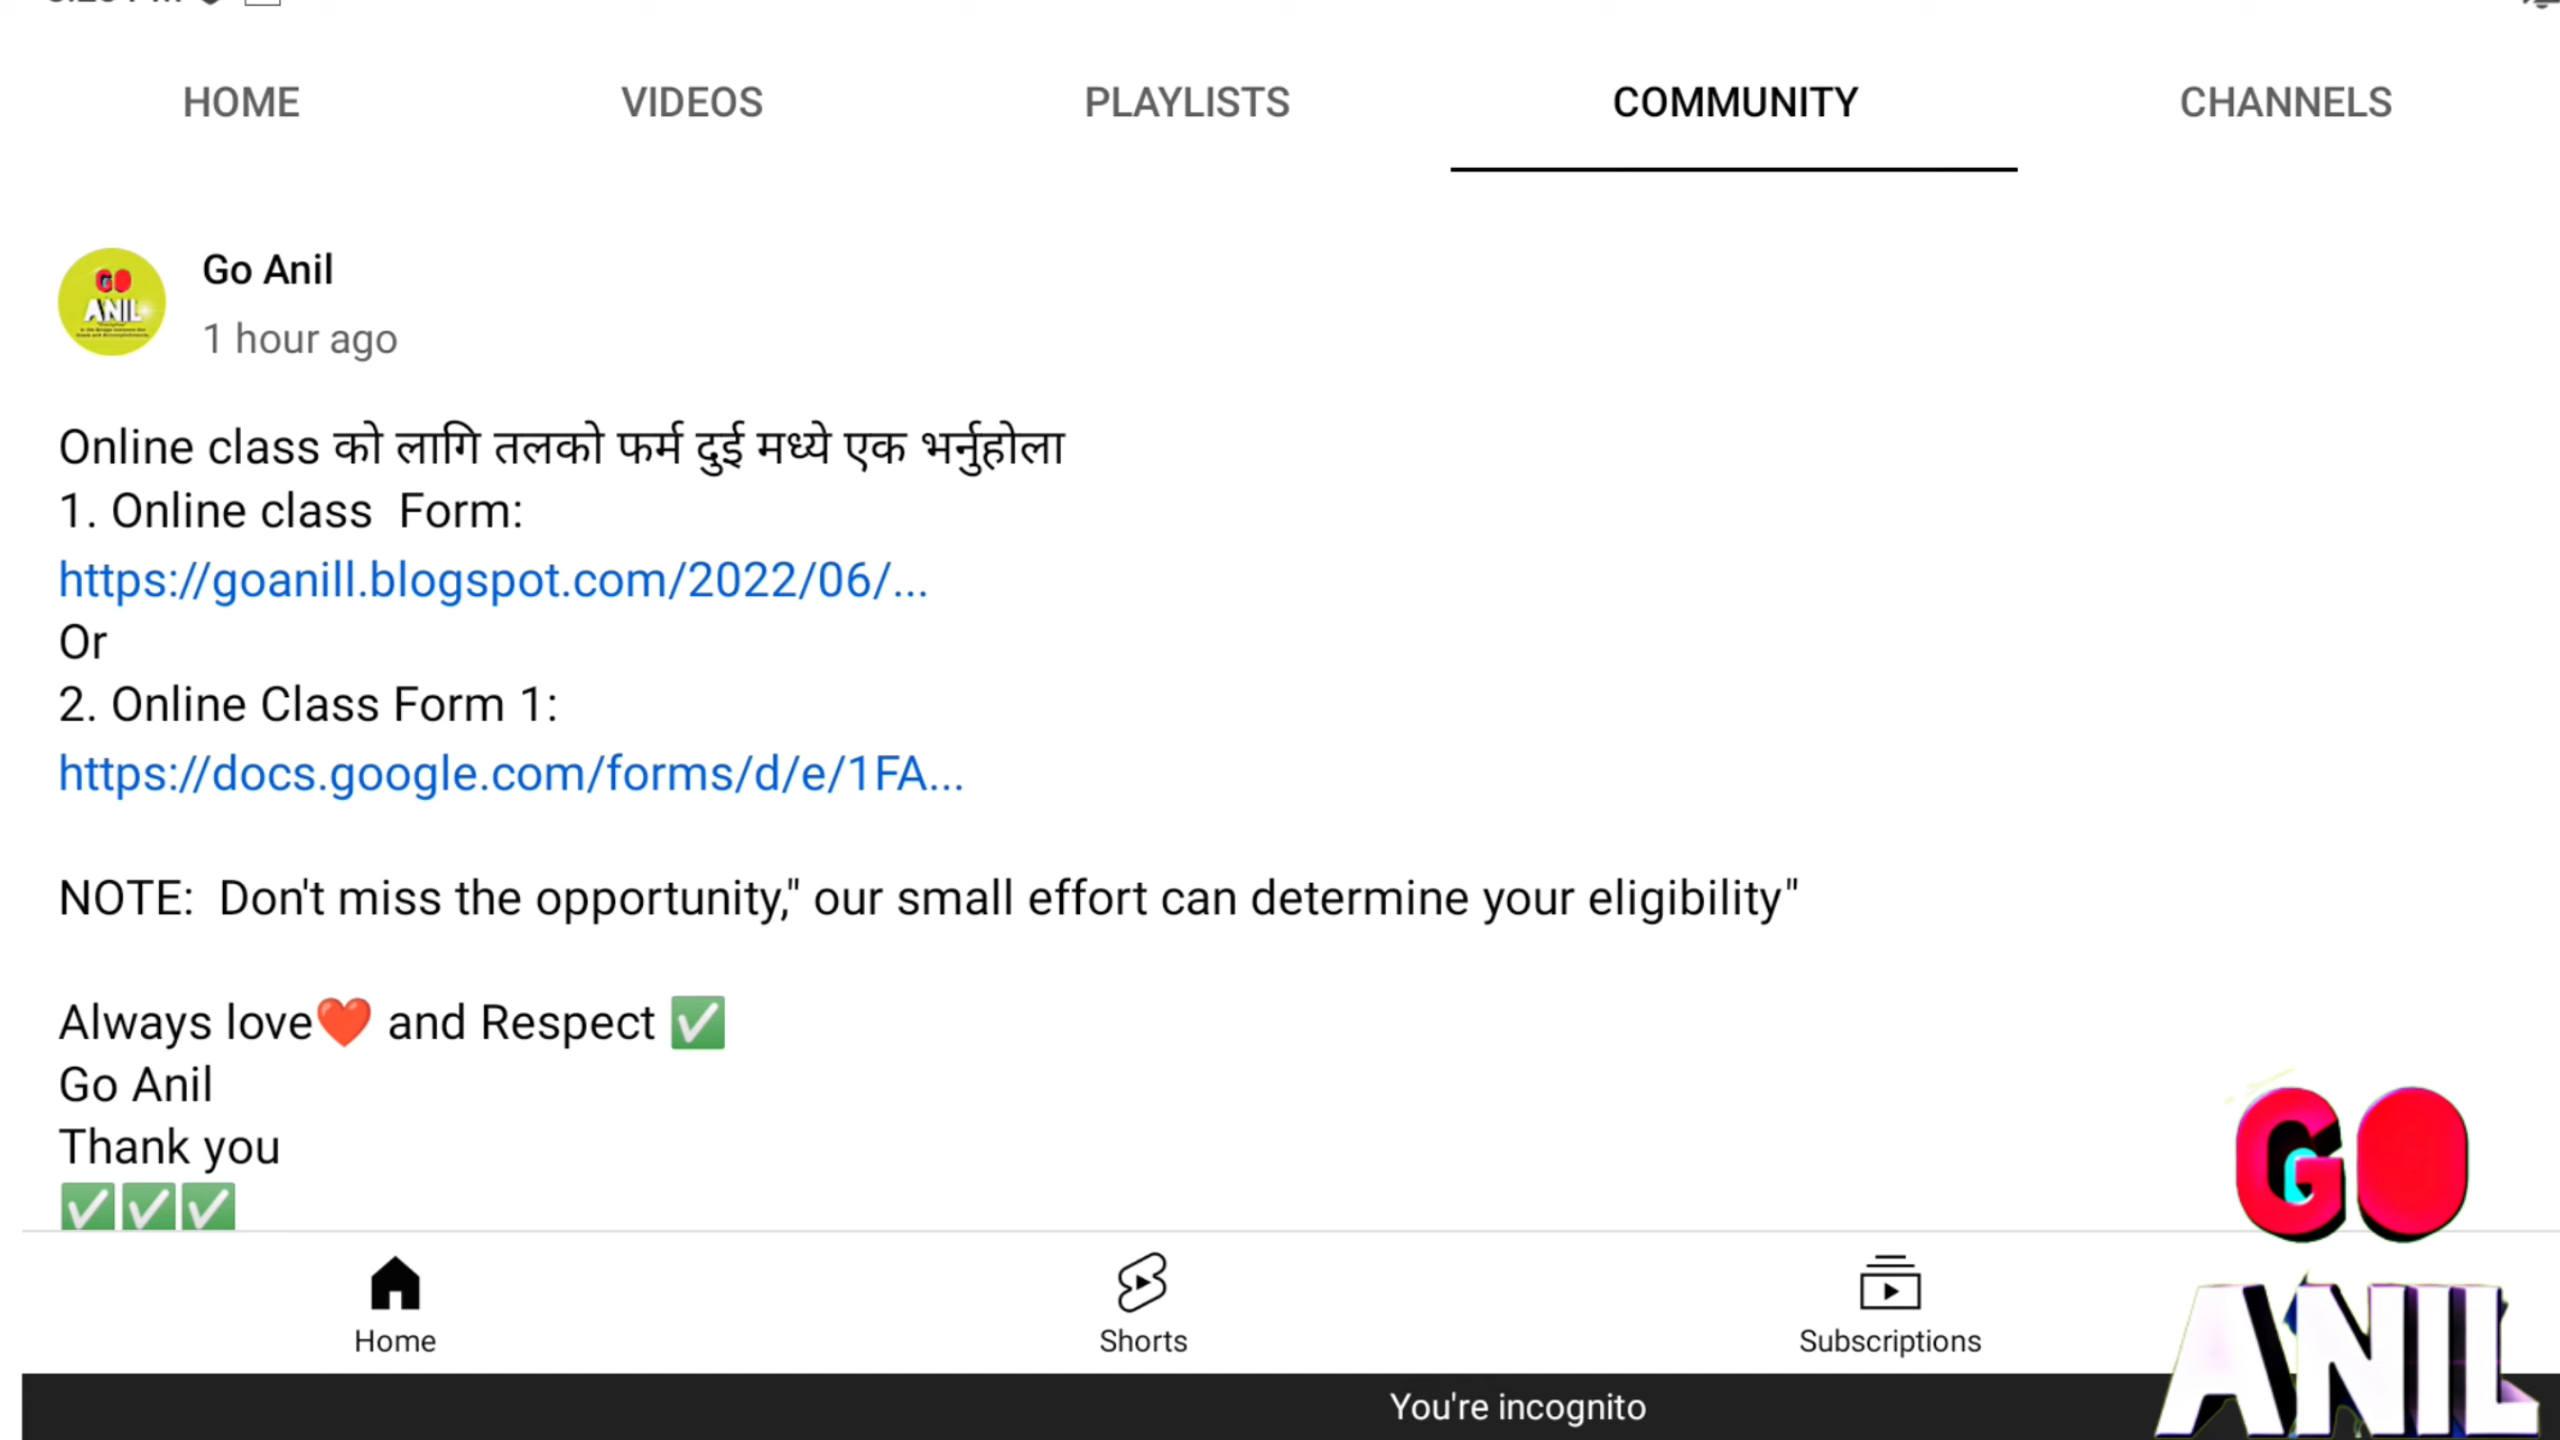 HOME VIDEOS PLAYLISTS COMMUNITY CHANNELS
GO
ANIL
Go Anil
1 hour ago
Online class को लागि तलको फर्म दुई मध्ये एक भर्नुहोला
1. Online class  Form:
https://goanill.blogspot.com/2022/06/...
Or
2. Online Class Form 1:
https://docs.google.com/forms/d/e/1FA...
NOTE:  Don't miss the opportunity," our small effort can determine your eligibility"
Always love❤️ and Respect ✅
Go Anil
Thank you
✅✅✅
Home Shorts Subscriptions
You're incognito
GO
ANIL